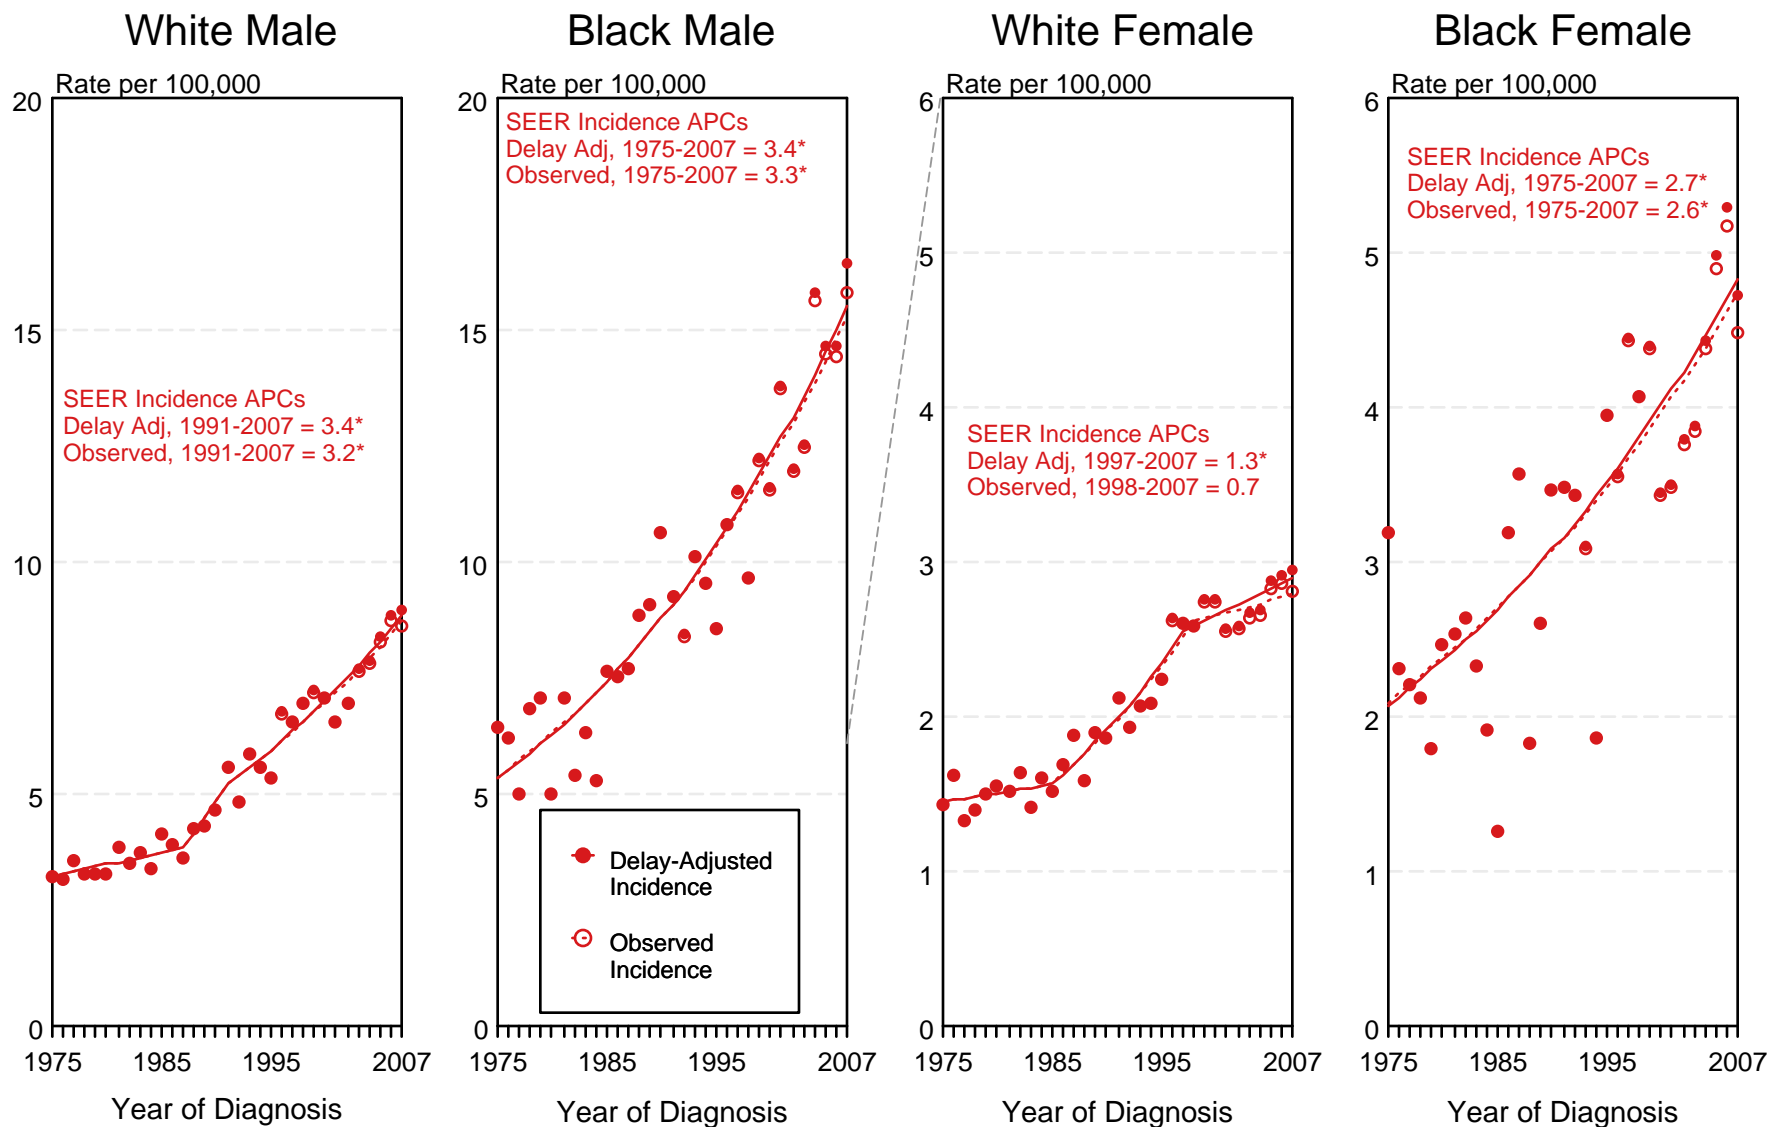 White Male
Rate per 100,000
20
15
10
5
0
SEER Incidence APCs
Delay Adj, 1991-2007 = 3.4*
Observed, 1991-2007 = 3.2*
1975
1985
1995
2007
Year of Diagnosis
Black Male
Rate per 100,000
20
15
10
5
0
SEER Incidence APCs
Delay Adj, 1975-2007 = 3.4*
Observed, 1975-2007 = 3.3*
Delay-Adjusted
Incidence
Observed
Incidence
1975
1985
1995
2007
Year of Diagnosis
White Female
Rate per 100,000
6
5
4
3
2
1
0
SEER Incidence APCs
Delay Adj, 1997-2007 = 1.3*
Observed, 1998-2007 = 0.7
1975
1985
1995
2007
Year of Diagnosis
Black Female
Rate per 100,000
6
5
4
3
2
1
0
SEER Incidence APCs
Delay Adj, 1975-2007 = 2.7*
Observed, 1975-2007 = 2.6*
1975
1985
1995
2007
Year of Diagnosis